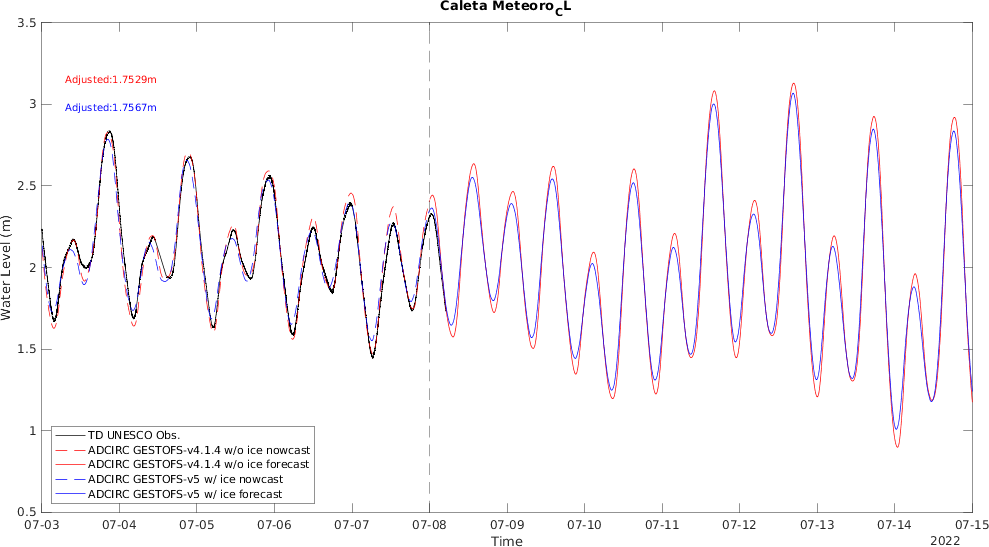 Caleta Meteoro_CL
3.5
3
2.5
2
1.5
1
0.5
Water Level (m)
Adjusted:1.7529m
Adjusted:1.7567m
TD UNESCO Obs.
ADCIRC GESTOFS-v4.1.4 w/o ice nowcast
ADCIRC GESTOFS-v4.1.4 w/o ice forecast
ADCIRC GESTOFS-v5 w/ ice nowcast
ADCIRC GESTOFS-v5 w/ ice forecast
07-03 07-04 07-05 07-06 07-07 07-08 07-09 07-10 07-11 07-12 07-13 07-14 07-15
Time
2022